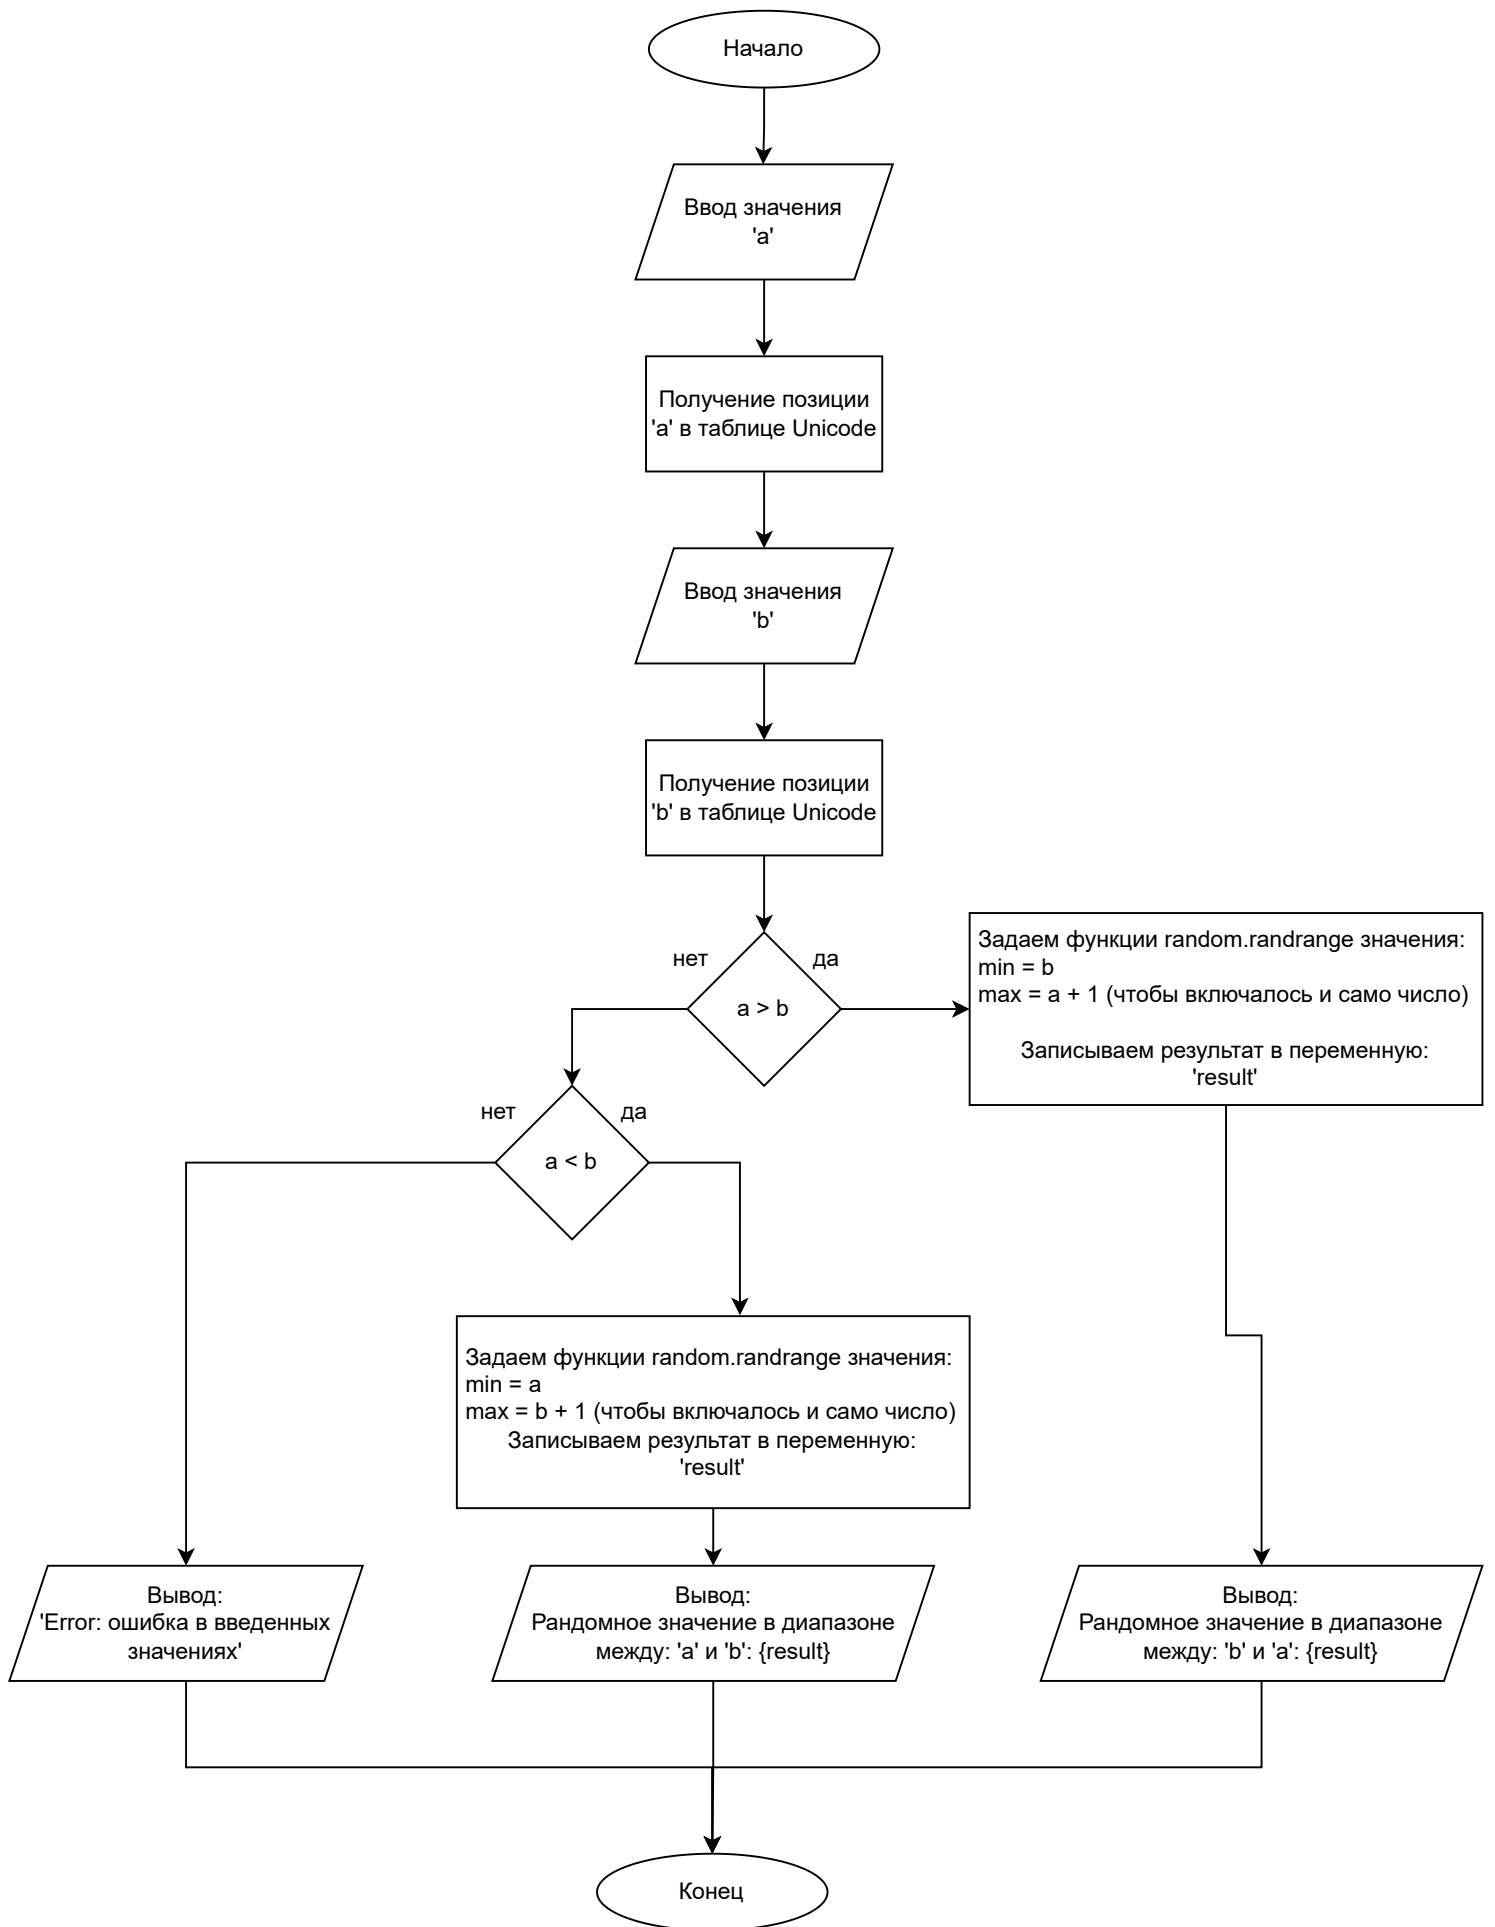 Начало
Ввод значения
'a'
Получение позиции
'a' в таблице Unicode
Ввод значения
'b'
Получение позиции
'b' в таблице Unicode
нет
да
a > b
Задаем функции random.randrange значения:
min = b
max = a + 1 (чтобы включалось и само число)
Записываем результат в переменную:
'result'
нет
да
a < b
Задаем функции random.randrange значения:
min = a
max = b + 1 (чтобы включалось и само число)
Записываем результат в переменную:
'result'
Вывод:
'Error: ошибка в введенных
значениях'
Вывод:
Рандомное значение в диапазоне
между: 'a' и 'b': {result}
Вывод:
Рандомное значение в диапазоне
между: 'b' и 'a': {result}
Конец